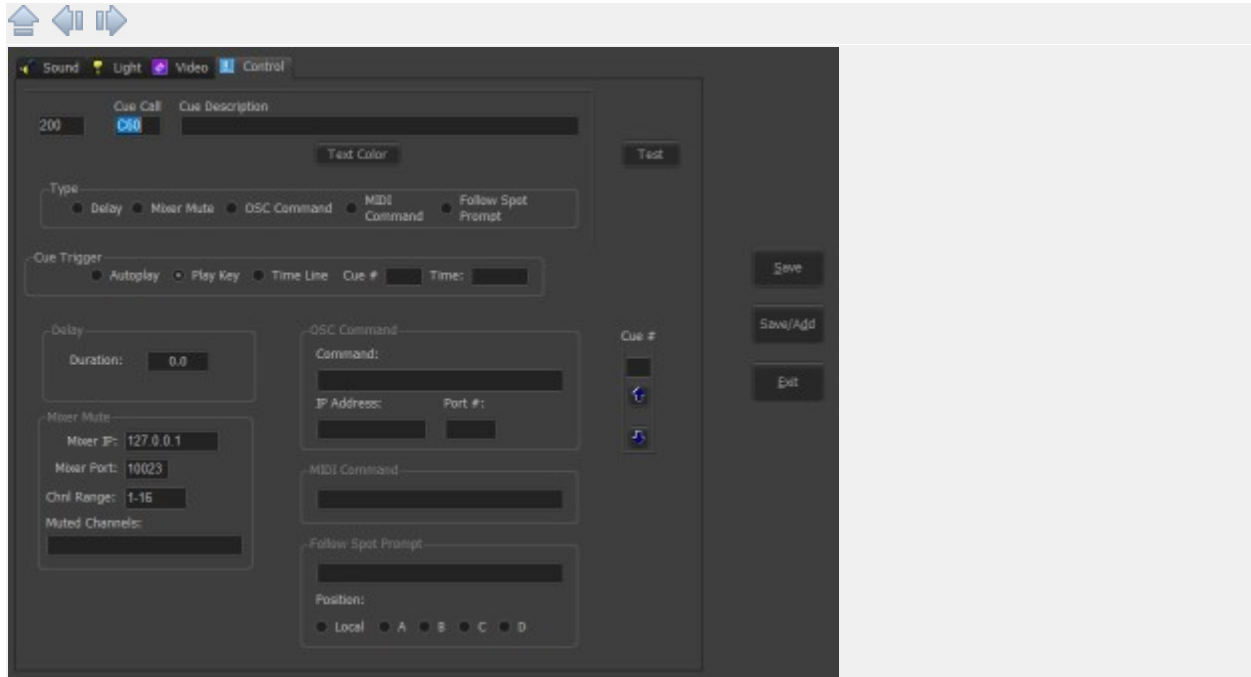 Sound Light Video Control
Cue Call Cue Description
200 C60
Text Color Test
Type
Delay Mixer Mute OSC Command MIDI Command Follow Spot Prompt
Cue Trigger
Autoplay Play Key Time Line Cue # Time:
Save
Delay
Duration: 0.0
OSC Command
Command:
IP Address: Port #:
Cue #
Save/Add
Exit
Mixer Mute
Mixer IP: 127.0.0.1
Mixer Port: 10023
Chnl Range: 1-16
Muted Channels:
MIDI Command
Follow Spot Prompt
Position:
Local A B C D